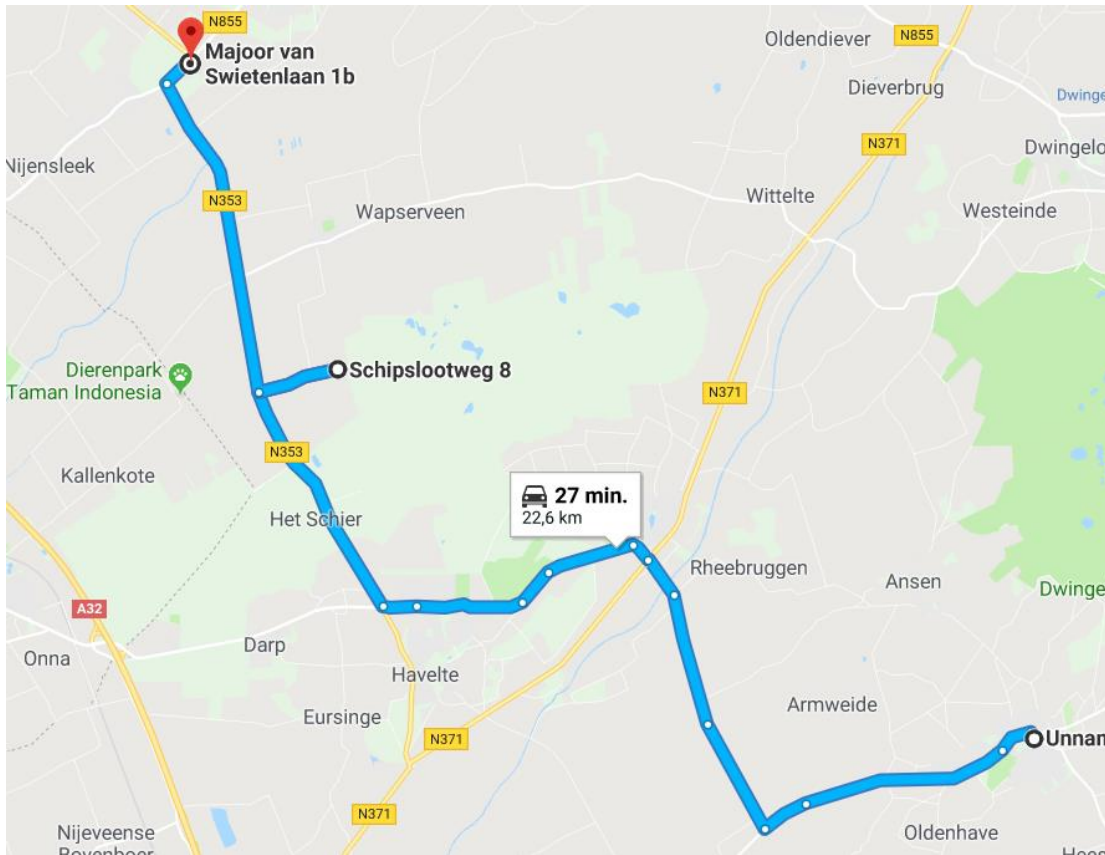 N855
Majoor van
Swietenlaan 1b
Oldendiever
N855
Dieverbrug
Dwinge
N371
Dwingelo
Nijensleek
N353
Wapserveen
Wittelte
Westeinde
Schipslootweg 8
Dierenpark
Taman Indonesia
N371
N353
Kallenkote
27 min.
22,6 km
Het Schier
Rheebruggen
Ansen
Dwinge
A32
Onna
Darp
Havelte
Armweide
Eursinge
Unnan
N371
N371
Nijeveense
Bovenboer
Oldenhave